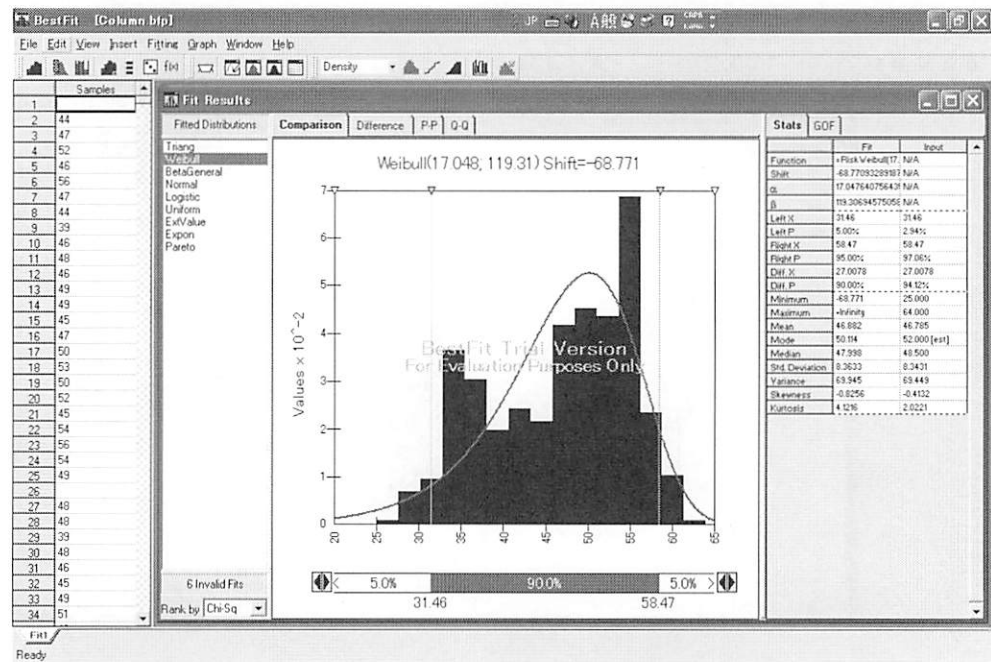 BestFit [Column.bfp]
JP A般 CAPS KANA
File Edit View Insert Fitting Graph Window Help
f(x) Density
Samples
1
2 44
3 47
4 52
5 46
6 56
7 47
8 44
9 39
10 46
11 48
12 46
13 49
14 49
15 45
16 47
17 50
18 53
19 50
20 52
21 45
22 54
23 56
24 54
25 49
26
27 48
28 48
29 39
30 48
31 46
32 45
33 49
34 51
Fit Results
Fitted Distributions
Triang
Weibull
BetaGeneral
Normal
Logistic
Uniform
ExtValue
Expon
Pareto
6 Invalid Fits
Rank by Chi-Sq
Comparison Difference P-P Q-Q
Weibull(17.048, 119.31) Shift=-68.771
7
6
5
4
3
2
1
0
Values × 10^-2
BestFit Trial Version
For Evaluation Purposes Only
20 25 30 35 40 45 50 55 60 65
< 5.0% 90.0% 5.0% >
31.46 58.47
Stats GOF
Fit Input
Function =RiskWeibull(17. N/A
Shift -68.77093289187 N/A
α N/A
β N/A
Left X 31.46 31.46
Left P 5.00% 2.94%
Right X 58.47 58.47
Right P 95.00% 97.06%
Diff. X 27.0078 27.0078
Diff. P 90.00% 94.12%
Minimum -68.771 25.000
Maximum +Infinity 64.000
Mean 46.882 46.785
Mode 50.114 52.000 [est]
Median 47.998 48.500
Std. Deviation 8.3633 8.3431
Variance 69.945 69.449
Skewness -0.8256 -0.4132
Kurtosis 4.1216 2.0221
Fit1
Ready